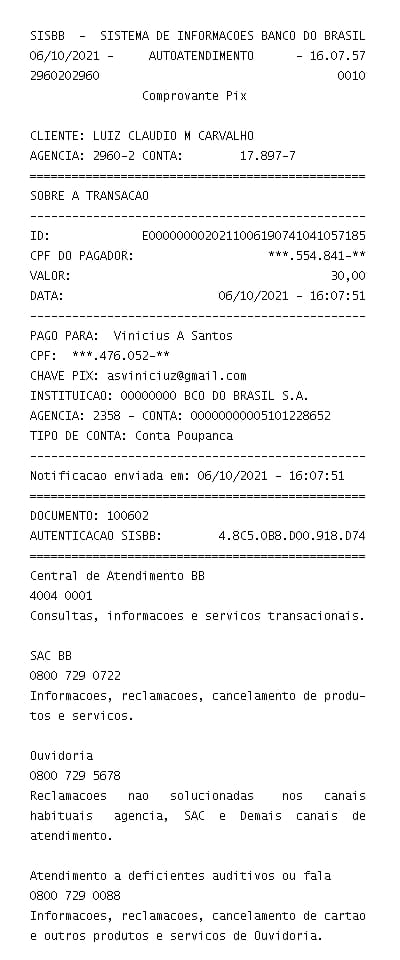 SISBB - SISTEMA DE INFORMACOES BANCO DO BRASIL
06/10/2021 - AUTOATENDIMENTO - 16.07.57
2960202960 0010
Comprovante Pix
CLIENTE: LUIZ CLAUDIO M CARVALHO
AGENCIA: 2960-2 CONTA: 17.897-7
================================================
SOBRE A TRANSACAO
------------------------------------------------
ID: E00000000202110061907410410571​85
CPF DO PAGADOR: ***.554.841-**
VALOR: 30,00
DATA: 06/10/2021 - 16:07:51
------------------------------------------------
PAGO PARA: Vinicius A Santos
CPF: ***.476.052-**
CHAVE PIX: asviniciuz@gmail.com
INSTITUICAO: 00000000 BCO DO BRASIL S.A.
AGENCIA: 2358 - CONTA: 00000000005101228652
TIPO DE CONTA: Conta Poupanca
------------------------------------------------
Notificacao enviada em: 06/10/2021 - 16:07:51
================================================
DOCUMENTO: 100602
AUTENTICACAO SISBB: 4.8C5.0B8.D00.918.D74
================================================
Central de Atendimento BB
4004 0001
Consultas, informacoes e servicos transacionais.
SAC BB
0800 729 0722
Informacoes, reclamacoes, cancelamento de produ-
tos e servicos.
Ouvidoria
0800 729 5678
Reclamacoes nao solucionadas nos canais
habituais agencia, SAC e Demais canais de
atendimento.
Atendimento a deficientes auditivos ou fala
0800 729 0088
Informacoes, reclamacoes, cancelamento de cartao
e outros produtos e servicos de Ouvidoria.